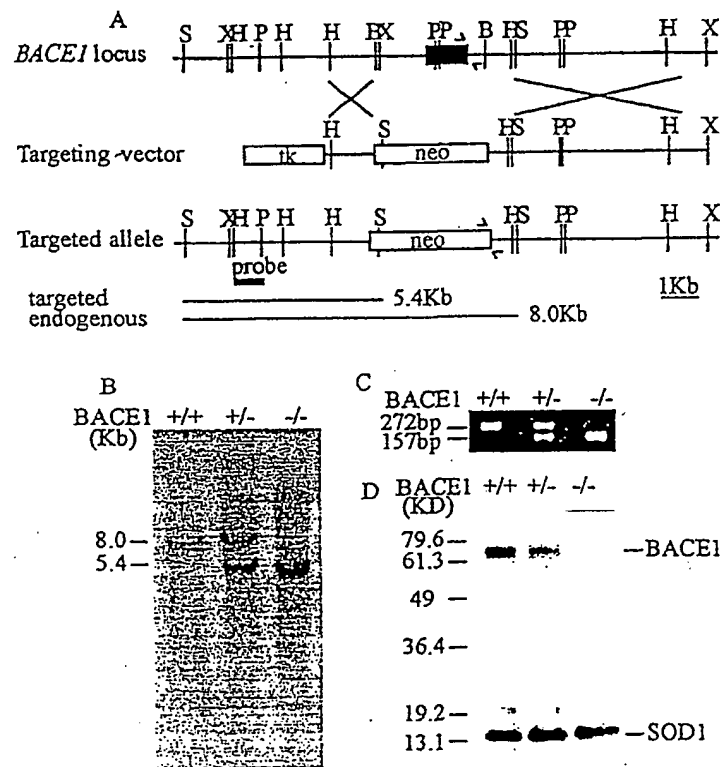 A
S XH P H H BX PP B HS PP H X
BACE1 locus
H S HS PP H X
Targeting-vector tk neo
S XH P H H S HS PP H X
Targeted allele neo
probe
targeted 5.4Kb 1Kb
endogenous 8.0Kb
B
BACE1 +/+ +/- -/-
(Kb)
8.0
5.4
C
BACE1 +/+ +/- -/-
272bp
157bp
D BACE1 +/+ +/- -/-
(KD)
79.6 BACE1
61.3
49
36.4
19.2
13.1 SOD1